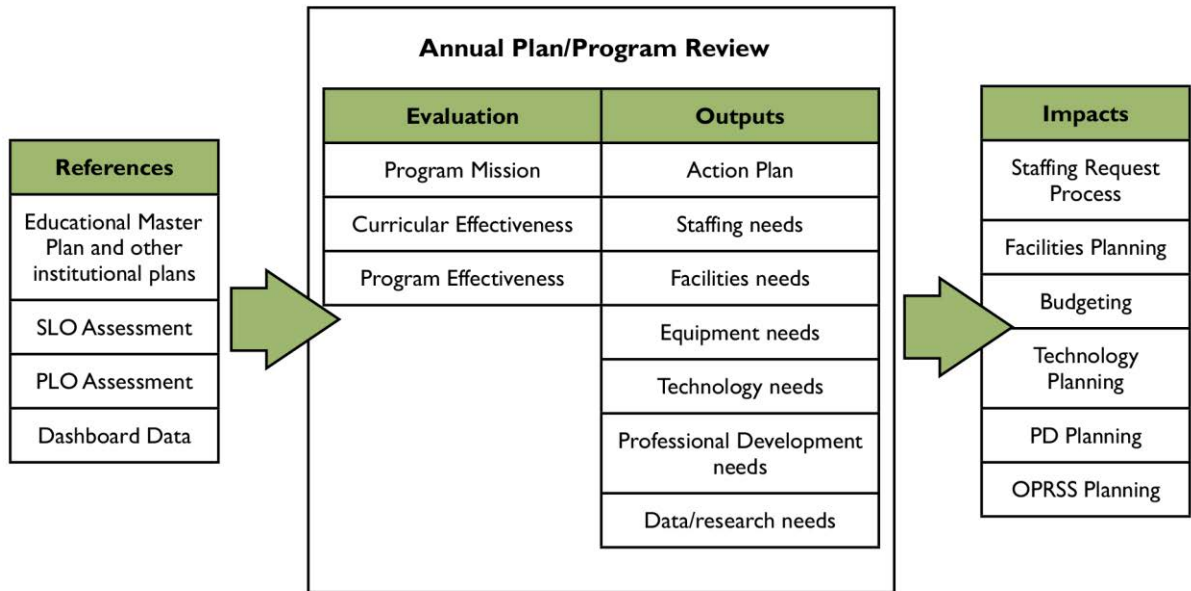 Annual Plan/Program Review
References
Educational Master
Plan and other
institutional plans
SLO Assessment
PLO Assessment
Dashboard Data
Evaluation
Program Mission
Curricular Effectiveness
Program Effectiveness
Outputs
Action Plan
Staffing needs
Facilities needs
Equipment needs
Technology needs
Professional Development
needs
Data/research needs
Impacts
Staffing Request
Process
Facilities Planning
Budgeting
Technology
Planning
PD Planning
OPRSS Planning